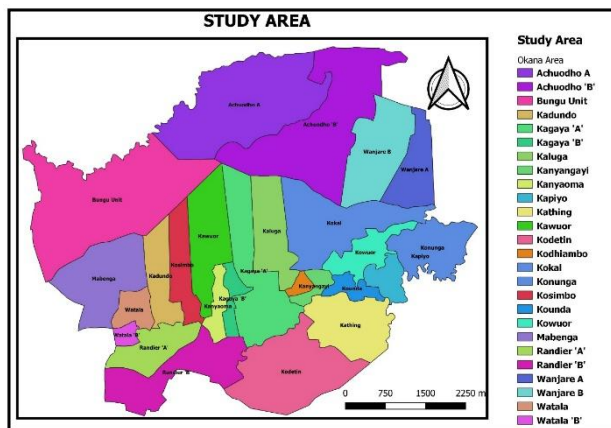 STUDY AREA
Achuodho A
Achuodho 'B'
Wanjare B
Wanjare A
Bungu Unit
Kawuor
Kaluga
Kokal
Kowuor
Konunga
Kapiyo
Mabenga
Kadundo
Kosimbo
Kagaya 'A'
Kanyangayi
Kounda
Kanyaoma
Kagaya 'B'
Watala
Kathing
Watala 'B'
Randier 'A'
Randier 'B'
Kodetin
0 750 1500 2250 m
Study Area
Okana Area
Achuodho A
Achuodho 'B'
Bungu Unit
Kadundo
Kagaya 'A'
Kagaya 'B'
Kaluga
Kanyangayi
Kanyaoma
Kapiyo
Kathing
Kawuor
Kodetin
Kodhiambo
Kokal
Konunga
Kosimbo
Kounda
Kowuor
Mabenga
Randier 'A'
Randier 'B'
Wanjare A
Wanjare B
Watala
Watala 'B'